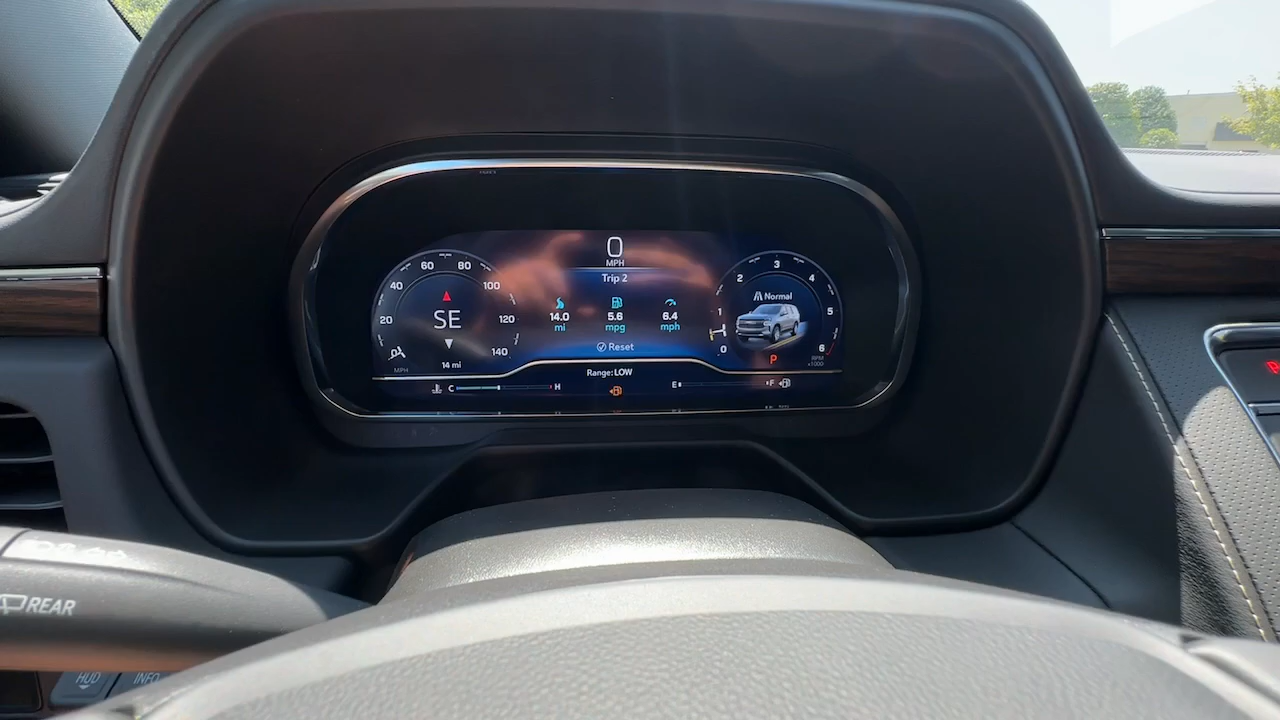 0
MPH
Trip 2
14.0
mi
5.6
mpg
6.4
mph
Reset
20
40
60
80
100
120
140
SE
MPH
14 mi
0
1
2
3
4
5
6
Normal
P
RPM
x1000
Range: LOW
C
H
E
F
P
REAR
HUD
INFO